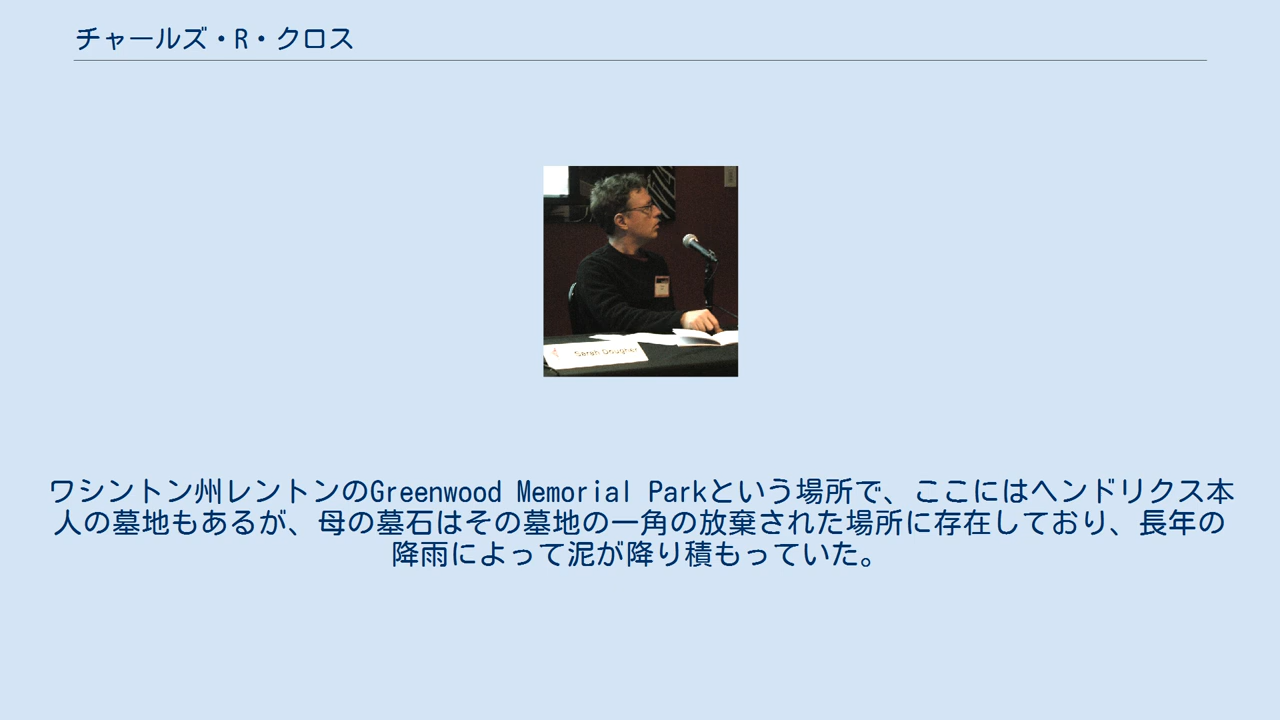 チャールズ・R・クロス
Sarah Dougher
ワシントン州レントンのGreenwood Memorial Parkという場所で、ここにはヘンドリクス本
人の墓地もあるが、母の墓石はその墓地の一角の放棄された場所に存在しており、長年の
降雨によって泥が降り積もっていた。